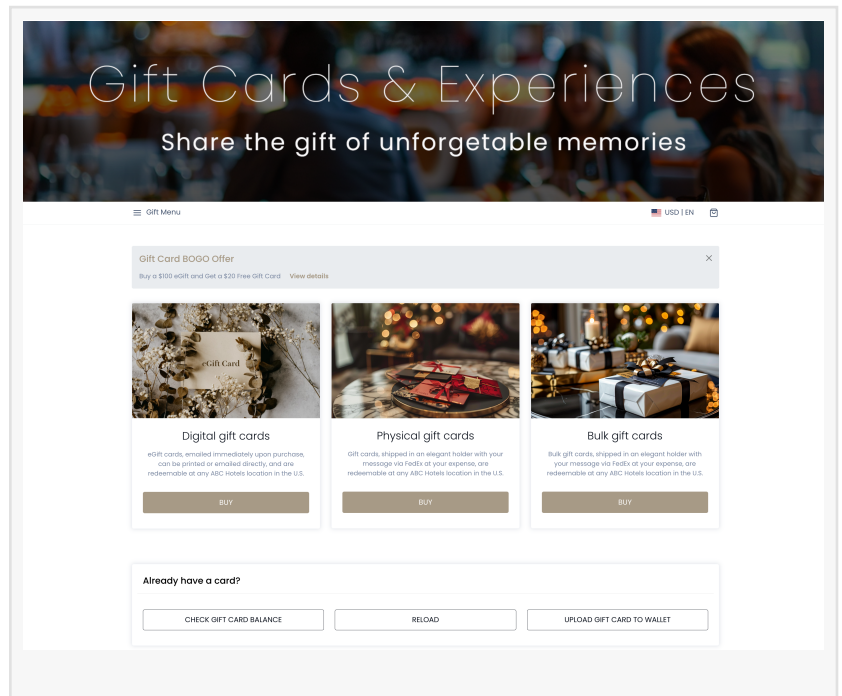 Gift Cards & Experiences
Share the gift of unforgetable memories
Gift Menu
USD | EN
Gift Card BOGO Offer
Buy a $100 eGift and Get a $20 Free Gift Card View details
eGift Card
Digital gift cards
eGift cards, emailed immediately upon purchase,
can be printed or emailed directly, and are
redeemable at any ABC Hotels location in the U.S.
BUY
Physical gift cards
Gift cards, shipped in an elegant holder with your
message via FedEx at your expense, are
redeemable at any ABC Hotels location in the U.S.
BUY
Bulk gift cards
Bulk gift cards, shipped in an elegant holder with
your message via FedEx at your expense, are
redeemable at any ABC Hotels location in the U.S.
BUY
Already have a card?
CHECK GIFT CARD BALANCE
RELOAD
UPLOAD GIFT CARD TO WALLET